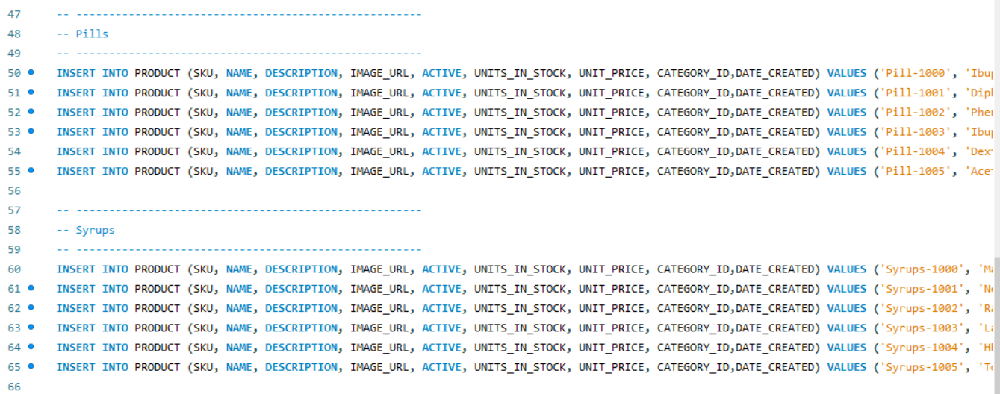 47 -- -----------------------------------------------------
48 -- Pills
49 -- -----------------------------------------------------
50 INSERT INTO PRODUCT (SKU, NAME, DESCRIPTION, IMAGE_URL, ACTIVE, UNITS_IN_STOCK, UNIT_PRICE, CATEGORY_ID,DATE_CREATED) VALUES ('Pill-1000', 
51 INSERT INTO PRODUCT (SKU, NAME, DESCRIPTION, IMAGE_URL, ACTIVE, UNITS_IN_STOCK, UNIT_PRICE, CATEGORY_ID,DATE_CREATED) VALUES ('Pill-1001', 
52 INSERT INTO PRODUCT (SKU, NAME, DESCRIPTION, IMAGE_URL, ACTIVE, UNITS_IN_STOCK, UNIT_PRICE, CATEGORY_ID,DATE_CREATED) VALUES ('Pill-1002', 
53 INSERT INTO PRODUCT (SKU, NAME, DESCRIPTION, IMAGE_URL, ACTIVE, UNITS_IN_STOCK, UNIT_PRICE, CATEGORY_ID,DATE_CREATED) VALUES ('Pill-1003', 
54 INSERT INTO PRODUCT (SKU, NAME, DESCRIPTION, IMAGE_URL, ACTIVE, UNITS_IN_STOCK, UNIT_PRICE, CATEGORY_ID,DATE_CREATED) VALUES ('Pill-1004', 
55 INSERT INTO PRODUCT (SKU, NAME, DESCRIPTION, IMAGE_URL, ACTIVE, UNITS_IN_STOCK, UNIT_PRICE, CATEGORY_ID,DATE_CREATED) VALUES ('Pill-1005', 
56
57 -- -----------------------------------------------------
58 -- Syrups
59 -- -----------------------------------------------------
60 INSERT INTO PRODUCT (SKU, NAME, DESCRIPTION, IMAGE_URL, ACTIVE, UNITS_IN_STOCK, UNIT_PRICE, CATEGORY_ID,DATE_CREATED) VALUES ('Syrups-1000', 
61 INSERT INTO PRODUCT (SKU, NAME, DESCRIPTION, IMAGE_URL, ACTIVE, UNITS_IN_STOCK, UNIT_PRICE, CATEGORY_ID,DATE_CREATED) VALUES ('Syrups-1001', 
62 INSERT INTO PRODUCT (SKU, NAME, DESCRIPTION, IMAGE_URL, ACTIVE, UNITS_IN_STOCK, UNIT_PRICE, CATEGORY_ID,DATE_CREATED) VALUES ('Syrups-1002', 
63 INSERT INTO PRODUCT (SKU, NAME, DESCRIPTION, IMAGE_URL, ACTIVE, UNITS_IN_STOCK, UNIT_PRICE, CATEGORY_ID,DATE_CREATED) VALUES ('Syrups-1003', 
64 INSERT INTO PRODUCT (SKU, NAME, DESCRIPTION, IMAGE_URL, ACTIVE, UNITS_IN_STOCK, UNIT_PRICE, CATEGORY_ID,DATE_CREATED) VALUES ('Syrups-1004', 
65 INSERT INTO PRODUCT (SKU, NAME, DESCRIPTION, IMAGE_URL, ACTIVE, UNITS_IN_STOCK, UNIT_PRICE, CATEGORY_ID,DATE_CREATED) VALUES ('Syrups-1005', 
66